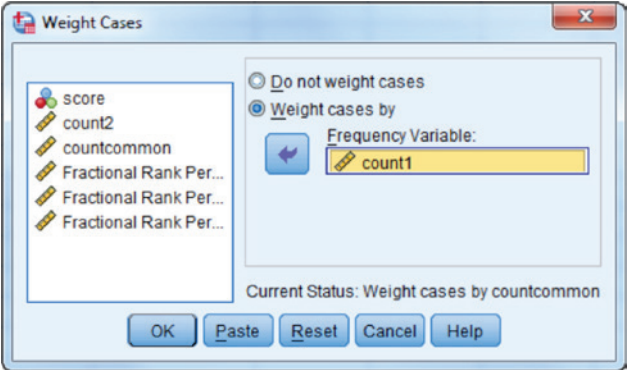 Weight Cases
score
count2
countcommon
Fractional Rank Per...
Fractional Rank Per...
Fractional Rank Per...
Do not weight cases
Weight cases by
Frequency Variable:
count1
Current Status: Weight cases by countcommon
OK Paste Reset Cancel Help